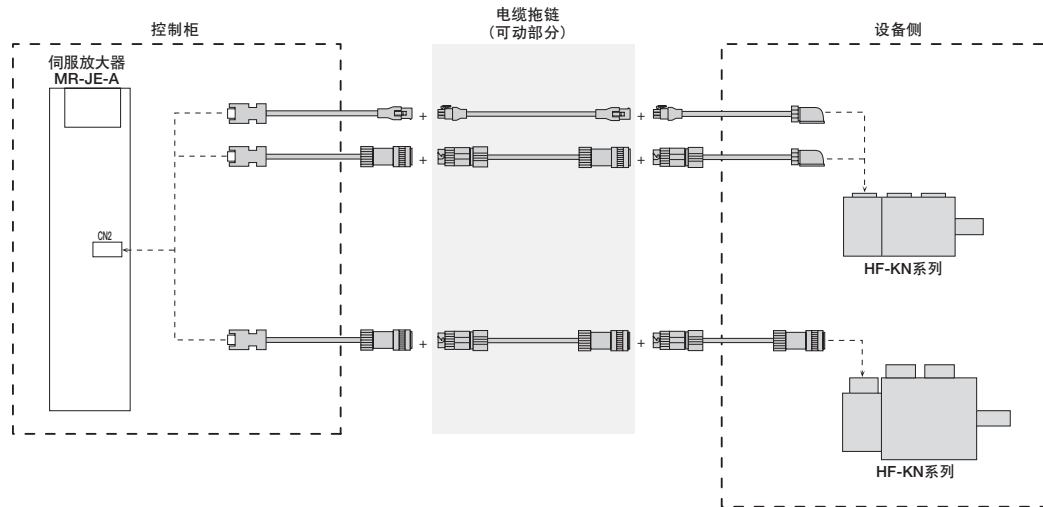 控制柜
电缆拖链
（可动部分）
设备侧
伺服放大器
MR-JE-A
+
+
+
+
CN2
HF-KN系列
+
+
HF-KN系列